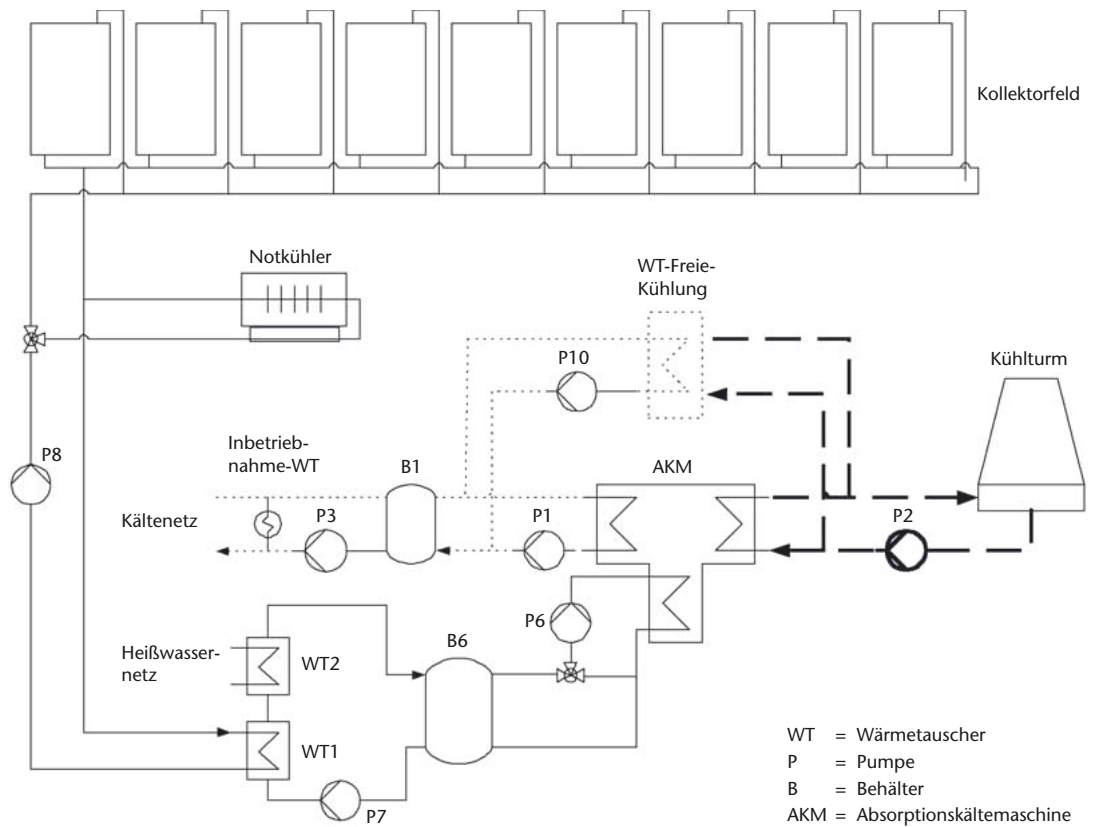 Kollektorfeld
Notkühler
WT-Freie-
Kühlung
P10
Kühlturm
P8
Inbetrieb-
nahme-WT
B1
AKM
Kältenetz
P3
P1
P2
P6
B6
Heißwasser-
netz
WT2
WT1
P7
WT = Wärmetauscher
P = Pumpe
B = Behälter
AKM = Absorptionskältemaschine